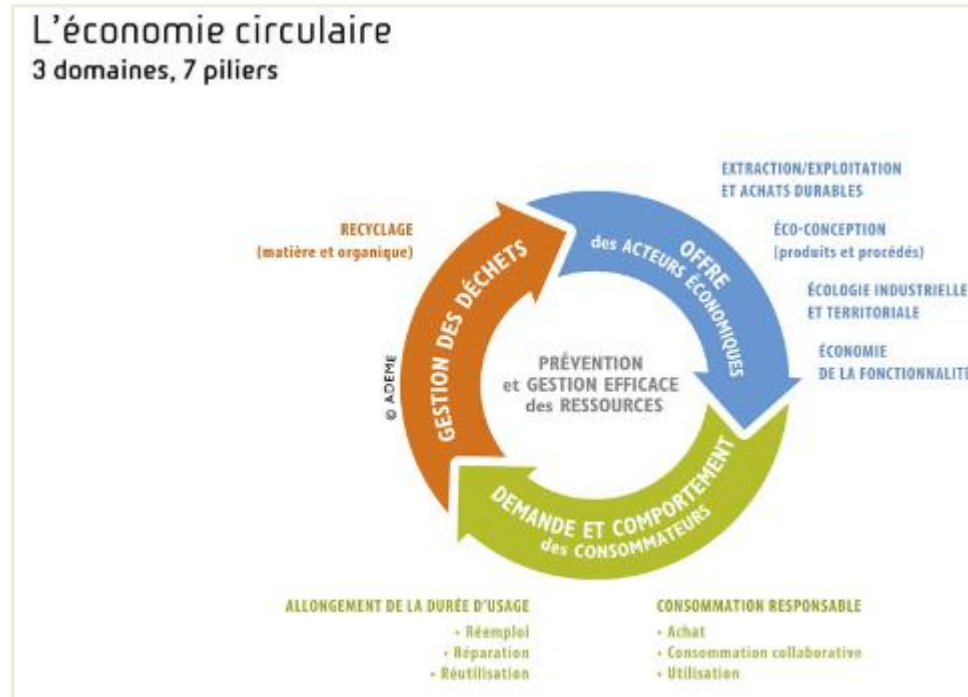 L'économie circulaire
3 domaines, 7 piliers
EXTRACTION/EXPLOITATION
ET ACHATS DURABLES
RECYCLAGE
(matière et organique)
ÉCO-CONCEPTION
(produits et procédés)
ÉCOLOGIE INDUSTRIELLE
ET TERRITORIALE
ÉCONOMIE
DE LA FONCTIONNALITÉ
OFFRE
des ACTEURS ÉCONOMIQUES
GESTION DES DÉCHETS
© ADEME
PRÉVENTION
et GESTION EFFICACE
des RESSOURCES
DEMANDE ET COMPORTEMENT
des CONSOMMATEURS
ALLONGEMENT DE LA DURÉE D'USAGE
• Réemploi
• Réparation
• Réutilisation
CONSOMMATION RESPONSABLE
• Achat
• Consommation collaborative
• Utilisation